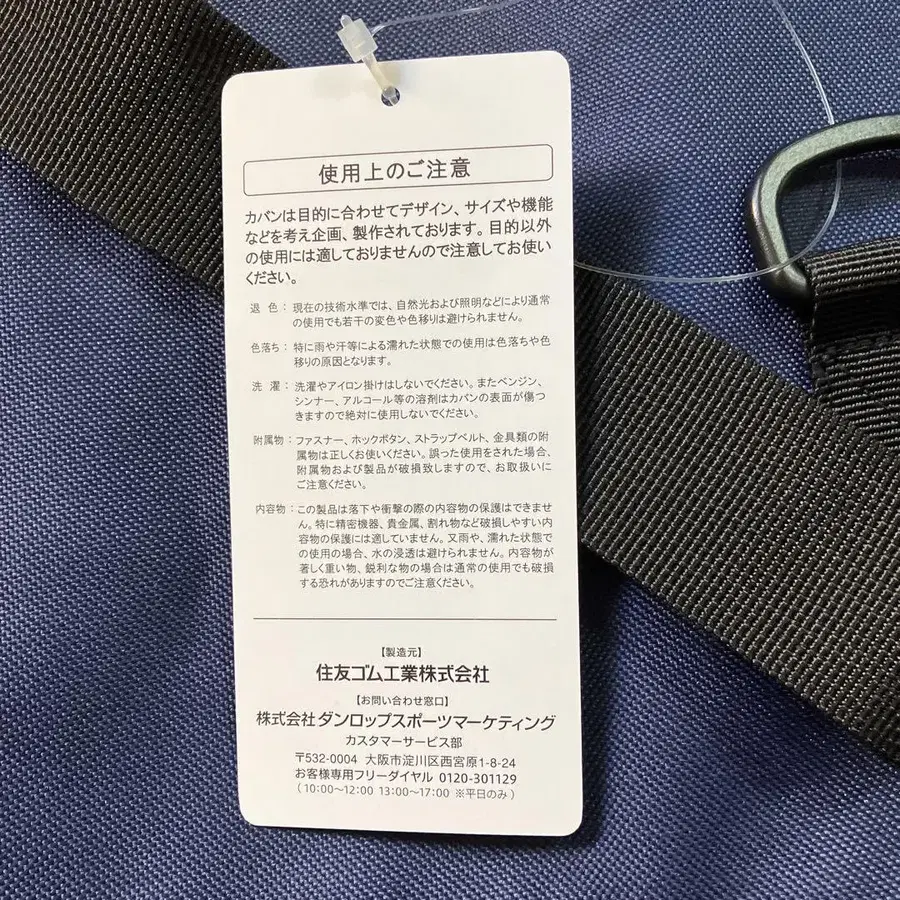 使用上のご注意
カバンは目的に合わせてデザイン、サイズや機能
などを考え企画、製作されております。目的以外
の使用には適しておりませんので注意してお使い
ください。
退　色：現在の技術水準では、自然光および照明などにより通常
の使用でも若干の変色や色移りは避けられません。
色落ち：特に雨や汗等による濡れた状態での使用は色落ちや色
移りの原因となります。
洗　濯：洗濯やアイロン掛けはしないでください。またベンジン、
シンナー、アルコール等の溶剤はカバンの表面が傷つ
きますので絶対に使用しないでください。
附属物：ファスナー、ホックボタン、ストラップベルト、金具類の附
属物は正しくお使いください。誤った使用をされた場合、
附属物および製品が破損致しますので、お取扱いに
ご注意ください。
内容物：この製品は落下や衝撃の際の内容物の保護はできませ
ん。特に精密機器、貴金属、割れ物など破損しやすい内
容物の保護には適していません。又雨や、濡れた状態で
の使用の場合、水の浸透は避けられません。内容物が
著しく重い物、鋭利な物の場合は通常の使用でも破損
する恐れがありますのでご注意ください。
【製造元】
住友ゴム工業株式会社
【お問い合わせ窓口】
株式会社ダンロップスポーツマーケティング
カスタマーサービス部
〒532-0004 大阪市淀川区西宮原1-8-24
お客様専用フリーダイヤル 0120-301129
（10:00〜12:00 13:00〜17:00 ※平日のみ）